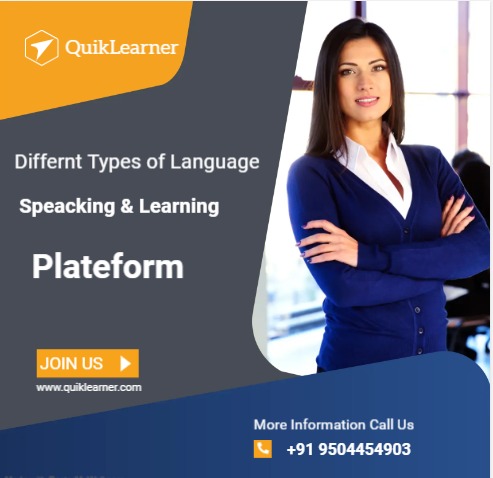 QuikLearner
Differnt Types of Language
Speacking & Learning
Plateform
JOIN US
www.quiklearner.com
More Information Call Us
+91 9504454903